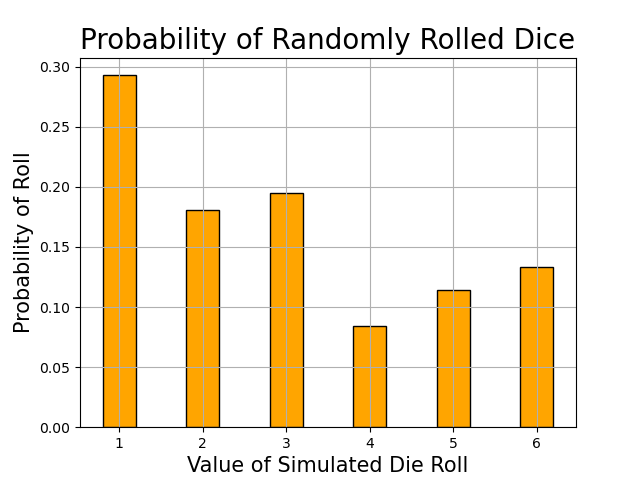 Probability of Randomly Rolled Dice
Probability of Roll
0.30
0.25
0.20
0.15
0.10
0.05
0.00
1 2 3 4 5 6
Value of Simulated Die Roll